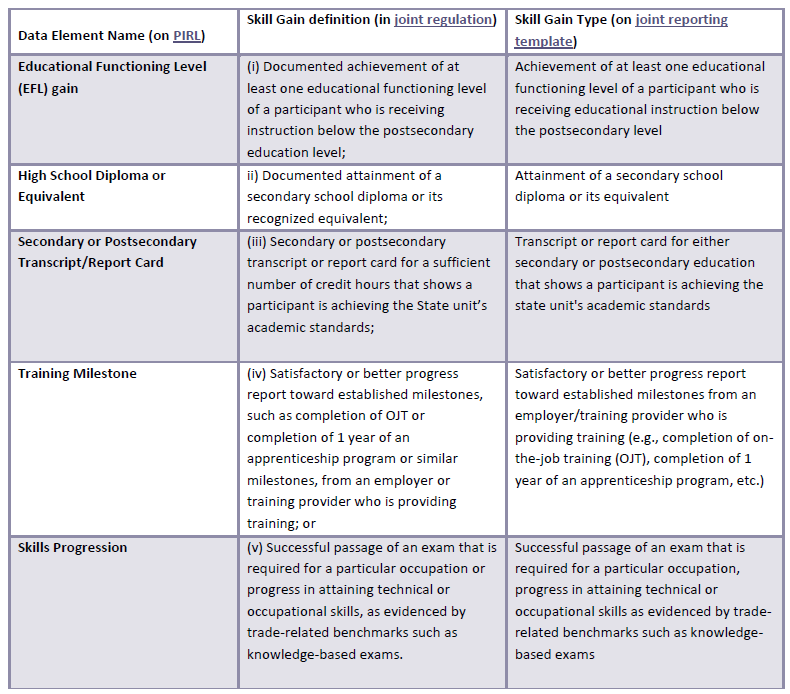 Data Element Name (on PIRL)
Skill Gain definition (in joint regulation)
Skill Gain Type (on joint reporting
template)
Educational Functioning Level
(EFL) gain
(i) Documented achievement of at
least one educational functioning level
of a participant who is receiving
instruction below the postsecondary
education level;
Achievement of at least one educational
functioning level of a participant who is
receiving educational instruction below
the postsecondary level
High School Diploma or
Equivalent
ii) Documented attainment of a
secondary school diploma or its
recognized equivalent;
Attainment of a secondary school
diploma or its equivalent
Secondary or Postsecondary
Transcript/Report Card
(iii) Secondary or postsecondary
transcript or report card for a sufficient
number of credit hours that shows a
participant is achieving the State unit's
academic standards;
Transcript or report card for either
secondary or postsecondary education
that shows a participant is achieving the
state unit's academic standards
Training Milestone
(iv) Satisfactory or better progress
report toward established milestones,
such as completion of OJT or
completion of 1 year of an
apprenticeship program or similar
milestones, from an employer or
training provider who is providing
training; or
Satisfactory or better progress report
toward established milestones from an
employer/training provider who is
providing training (e.g., completion of on-
the-job training (OJT), completion of 1
year of an apprenticeship program, etc.)
Skills Progression
(v) Successful passage of an exam that is
required for a particular occupation or
progress in attaining technical or
occupational skills, as evidenced by
trade-related benchmarks such as
knowledge-based exams.
Successful passage of an exam that is
required for a particular occupation,
progress in attaining technical or
occupational skills as evidenced by trade-
related benchmarks such as knowledge-
based exams